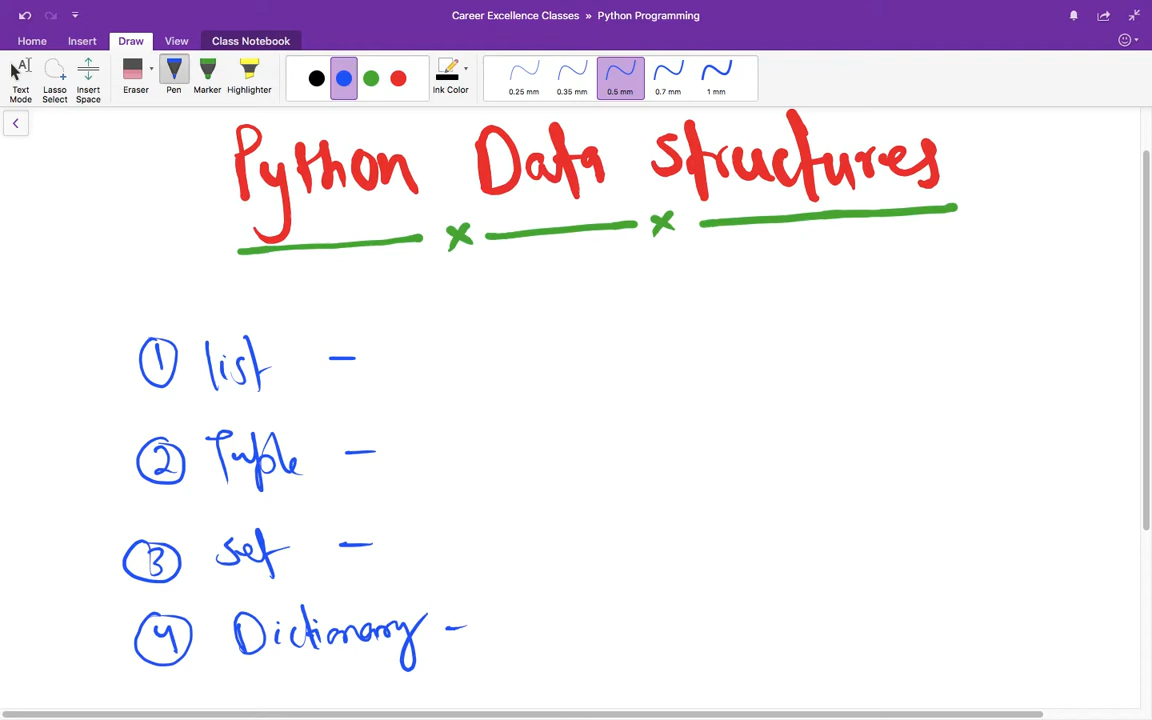 Career Excellence Classes » Python Programming
Home Insert Draw View Class Notebook
Text Mode Lasso Select Insert Space Eraser Pen Marker Highlighter Ink Color 0.25 mm 0.35 mm 0.5 mm 0.7 mm 1 mm
Python Data Structures
1 list -
2 Tuple -
3 set -
4 Dictionary -